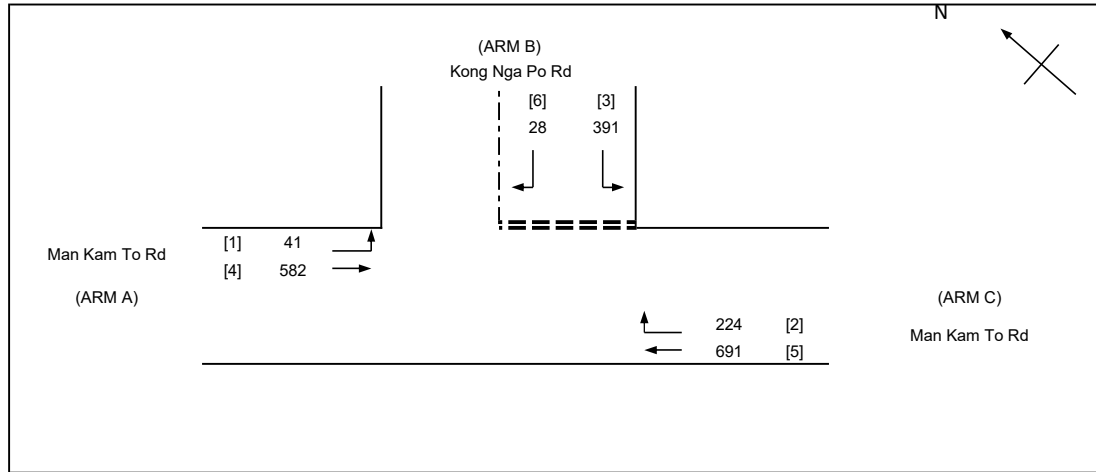 N
(ARM B)
Kong Nga Po Rd
[6] [3]
28 391
[1] 41
Man Kam To Rd
[4] 582
(ARM A)
(ARM C)
224 [2]
Man Kam To Rd
691 [5]